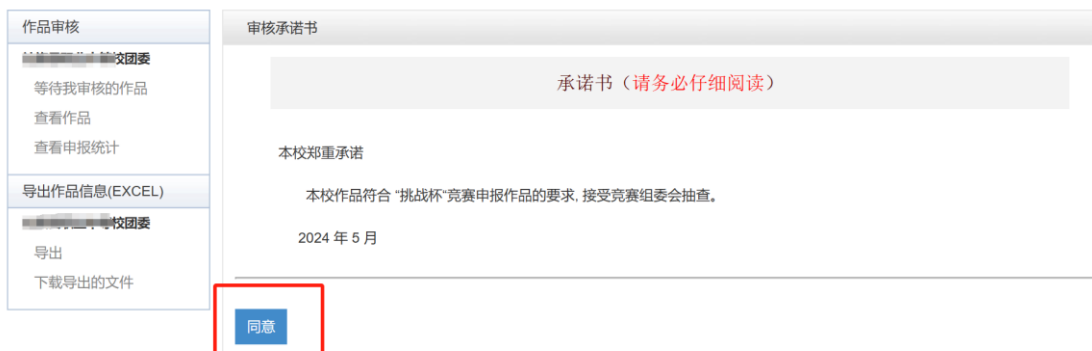 作品审核
校团委
等待我审核的作品
查看作品
查看申报统计
导出作品信息(EXCEL)
校团委
导出
下载导出的文件
审核承诺书
承诺书（请务必仔细阅读）
本校郑重承诺
本校作品符合 “挑战杯“竞赛申报作品的要求, 接受竞赛组委会抽查。
2024 年 5 月
同意